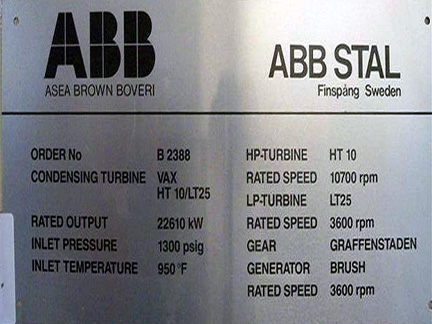 ABB
ASEA BROWN BOVERI
ABB STAL
Finspång Sweden
ORDER No B 2388
CONDENSING TURBINE VAX
HT 10/LT25
RATED OUTPUT 22610 kW
INLET PRESSURE 1300 psig
INLET TEMPERATURE 950 °F
HP-TURBINE HT 10
RATED SPEED 10700 rpm
LP-TURBINE LT25
RATED SPEED 3600 rpm
GEAR GRAFFENSTADEN
GENERATOR BRUSH
RATED SPEED 3600 rpm